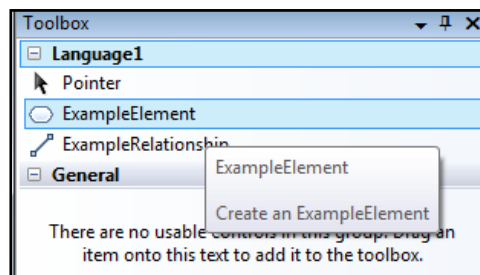 Toolbox
Language1
Pointer
ExampleElement
ExampleRelationship
General
ExampleElement
Create an ExampleElement
There are no usable controls in this group. Drag an
item onto this text to add it to the toolbox.